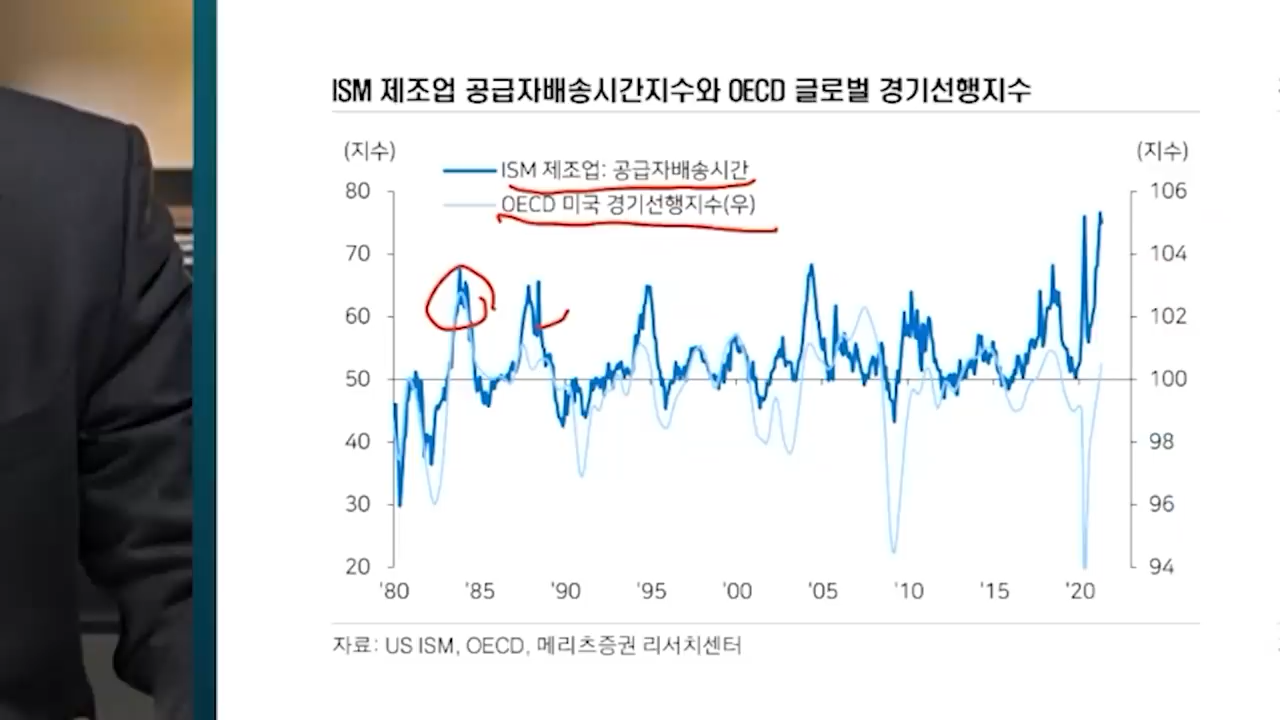 ISM 제조업 공급자배송시간지수와 OECD 글로벌 경기선행지수
(지수)
(지수)
ISM 제조업: 공급자배송시간
OECD 미국 경기선행지수(우)
80
70
60
50
40
30
20
106
104
102
100
98
96
94
'80 '85 '90 '95 '00 '05 '10 '15 '20
자료: US ISM, OECD, 메리츠증권 리서치센터